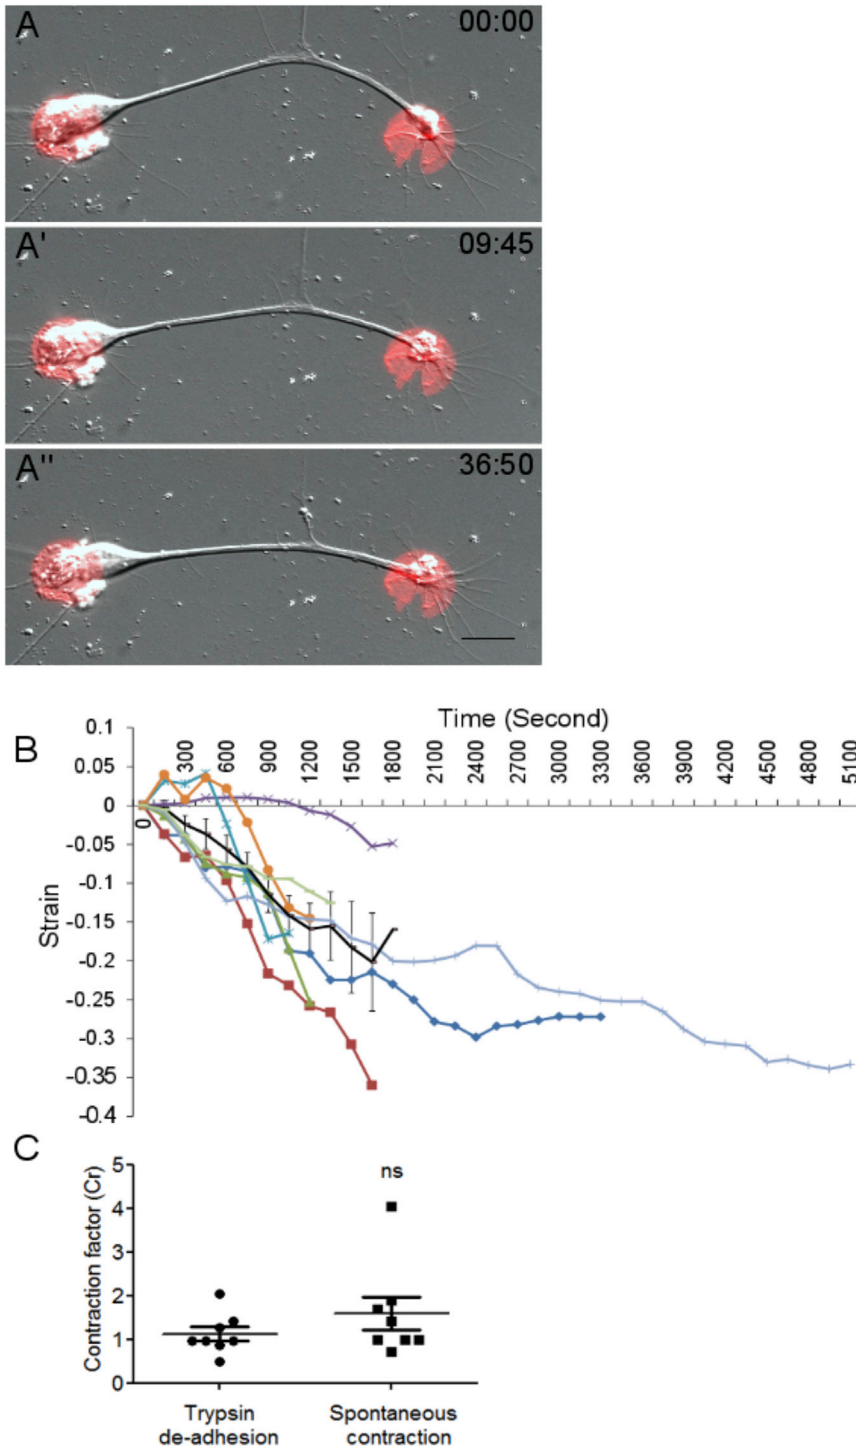 A 00:00
A' 09:45
A'' 36:50
B
Time (Second)
0.1
0.05
0
-0.05
-0.1
-0.15
-0.2
-0.25
-0.3
-0.35
-0.4
Strain
0 300 600 900 1200 1500 1800 2100 2400 2700 3000 3300 3600 3900 4200 4500 4800 5100
C
Contraction factor (Cr)
5
4
3
2
1
0
ns
Trypsin
de-adhesion
Spontaneous
contraction